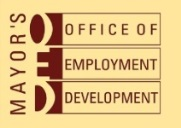 MAYOR'S
OFFICE OF
EMPLOYMENT
DEVELOPMENT